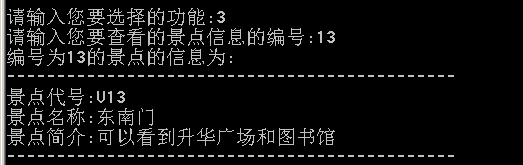 请输入您要选择的功能:3
请输入您要查看的景点信息的编号:13
编号为13的景点的信息为:
---------------------------------------------
景点代号:V13
景点名称:东南门
景点简介:可以看到升华广场和图书馆
---------------------------------------------